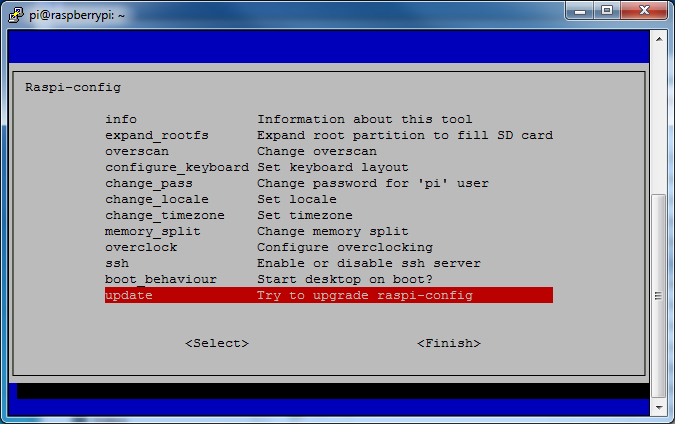 pi@raspberrypi: ~
Raspi-config
info Information about this tool
expand_rootfs Expand root partition to fill SD card
overscan Change overscan
configure_keyboard Set keyboard layout
change_pass Change password for 'pi' user
change_locale Set locale
change_timezone Set timezone
memory_split Change memory split
overclock Configure overclocking
ssh Enable or disable ssh server
boot_behaviour Start desktop on boot?
update Try to upgrade raspi-config
<Select> <Finish>